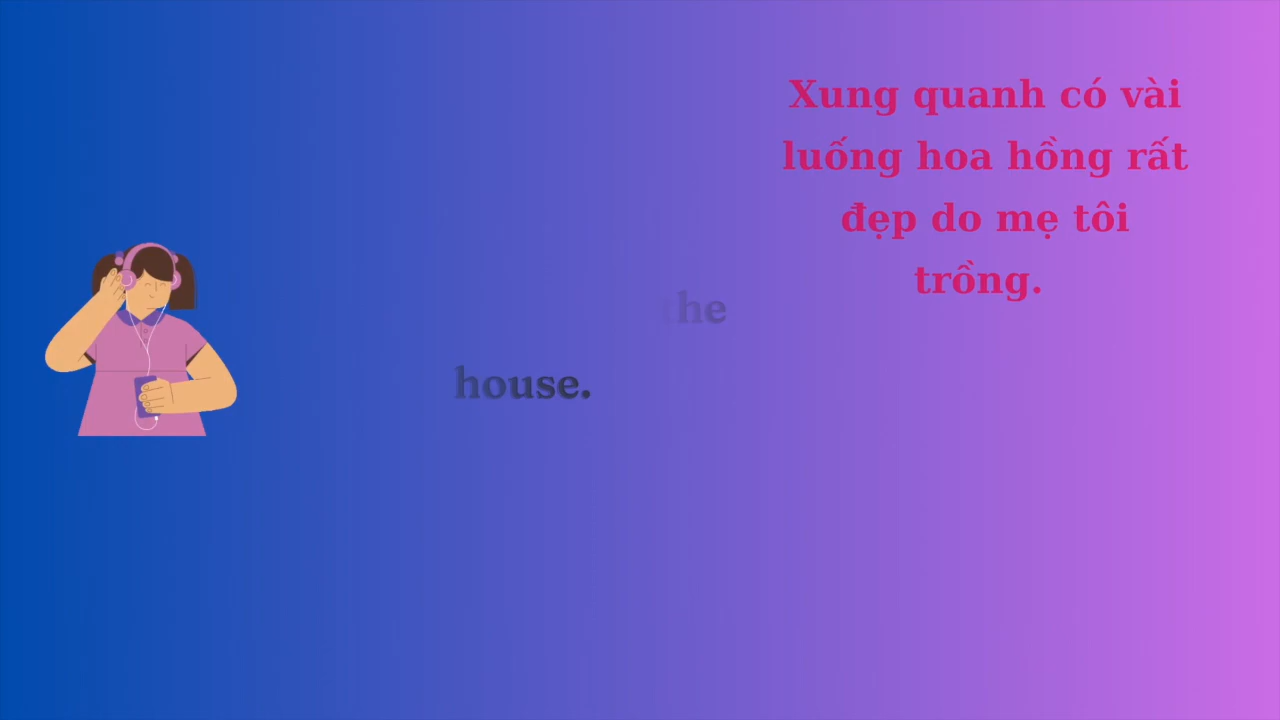 Xung quanh có vài
luống hoa hồng rất
đẹp do mẹ tôi
trồng.
the
house.